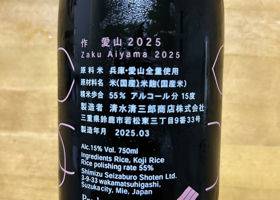 作 愛山 2025
Zaku Aiyama 2025
原料米 兵庫・愛山全量使用
原材料名 米(国産)米麹(国産米)
精米歩合 55% アルコール分 15度
製造者 清水清三郎商店株式会社
三重県鈴鹿市若松東三丁目9番33号
製造年月 2025.03
Alc.15% Vol. 750ml
Ingredients Rice, Koji Rice
Rice polishing rate 55%
Shimizu Seizaburo Shoten Ltd.
3-9-33 wakamatsuhigashi,
Suzuka city, Mie, Japan